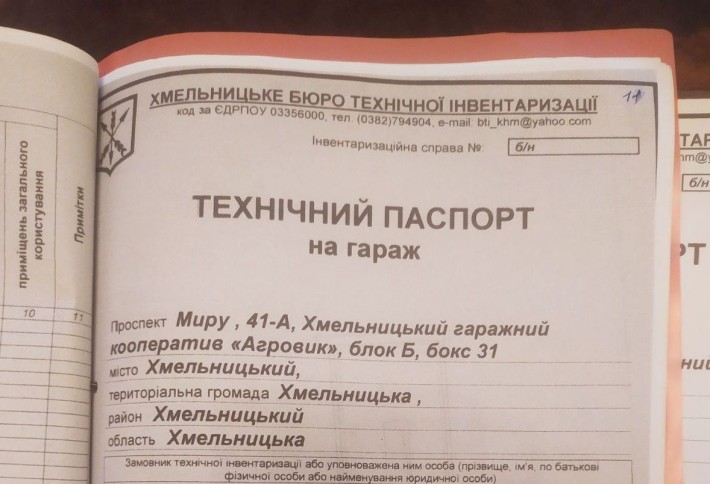 приміщень загального
користування
Примітки
10
11
ХМЕЛЬНИЦЬКЕ БЮРО ТЕХНІЧНОЇ ІНВЕНТАРИЗАЦІЇ
код за ЄДРПОУ 03356000, тел. (0382)794904, e-mail: bti_khm@yahoo.com
Інвентаризаційна справа №: б/н
ТЕХНІЧНИЙ ПАСПОРТ
на гараж
Проспект Миру , 41-А, Хмельницький гаражний
кооператив «Агровик», блок Б, бокс 31
місто Хмельницький,
територіальна громада Хмельницька ,
район Хмельницький
область Хмельницька
Замовник технічної інвентаризації або уповноважена ним особа (прізвище, ім'я, по батькові
фізичної особи або найменування юридичної особи)
б/н